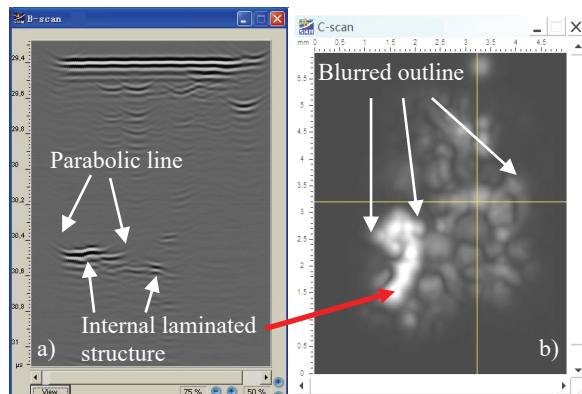 B-scan
29,4
29,6
29,8
30
30,2
30,4
30,6
30,8
31
µs
Parabolic line
Internal laminated
structure
a)
View
75 %
50 %
C-scan
mm 0 0.5 1 1.5 2 2.5 3 3.5 4 4.5
5.5
5
4.5
4
3.5
3
2.5
2
1.5
1
0.5
0
Blurred outline
b)